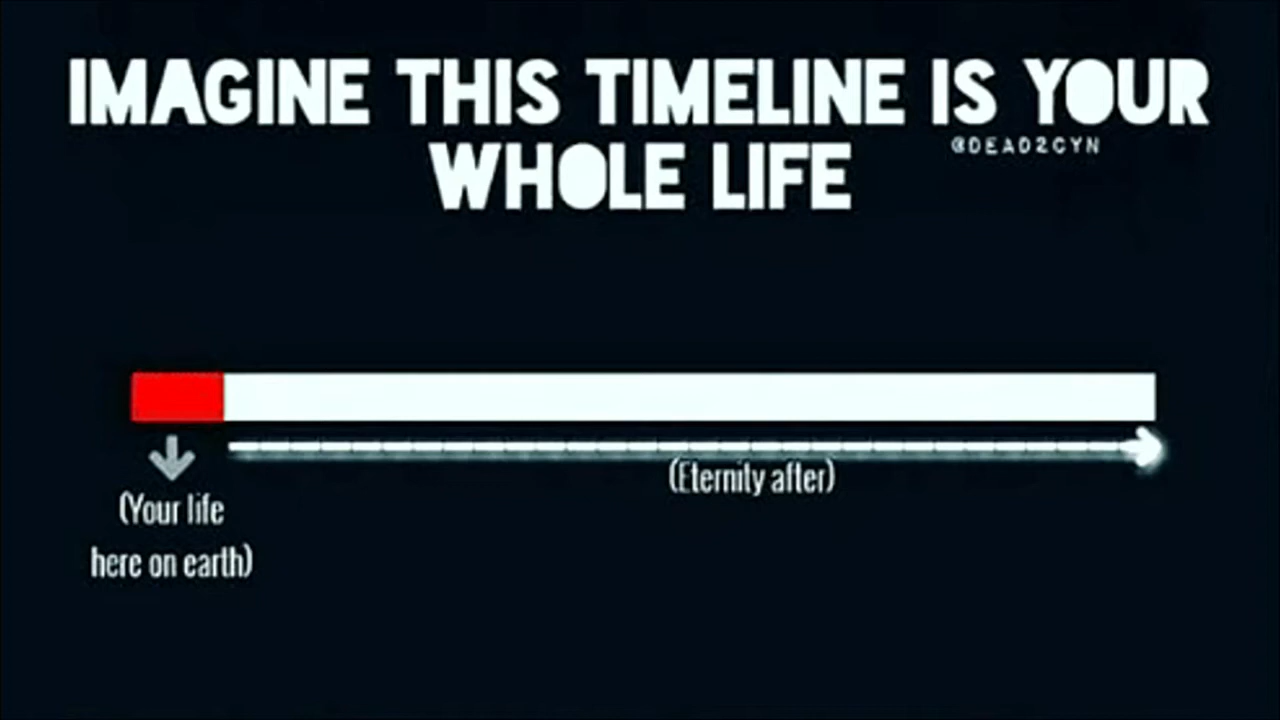 IMAGINE THIS TIMELINE IS YOUR
@DEAD2CYN
WHOLE LIFE
(Eternity after)
(Your life
here on earth)